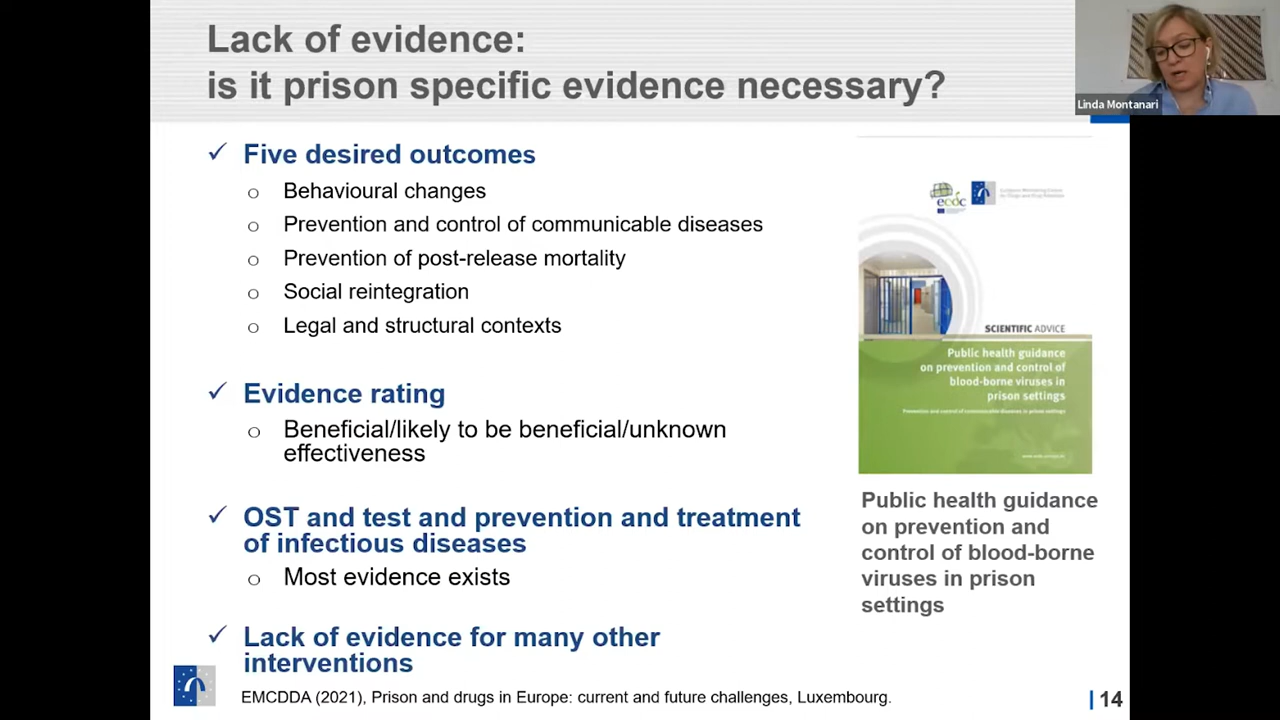 Lack of evidence:
is it prison specific evidence necessary?
Linda Montanari
Five desired outcomes
Behavioural changes
Prevention and control of communicable diseases
Prevention of post-release mortality
Social reintegration
Legal and structural contexts
Evidence rating
Beneficial/likely to be beneficial/unknown
effectiveness
OST and test and prevention and treatment
of infectious diseases
Most evidence exists
Lack of evidence for many other
interventions
ecdc
SCIENTIFIC ADVICE
Public health guidance
on prevention and control of
blood-borne viruses in
prison settings
Prevention and control of communicable diseases in prison settings
Public health guidance
on prevention and
control of blood-borne
viruses in prison
settings
EMCDDA (2021), Prison and drugs in Europe: current and future challenges, Luxembourg.
14